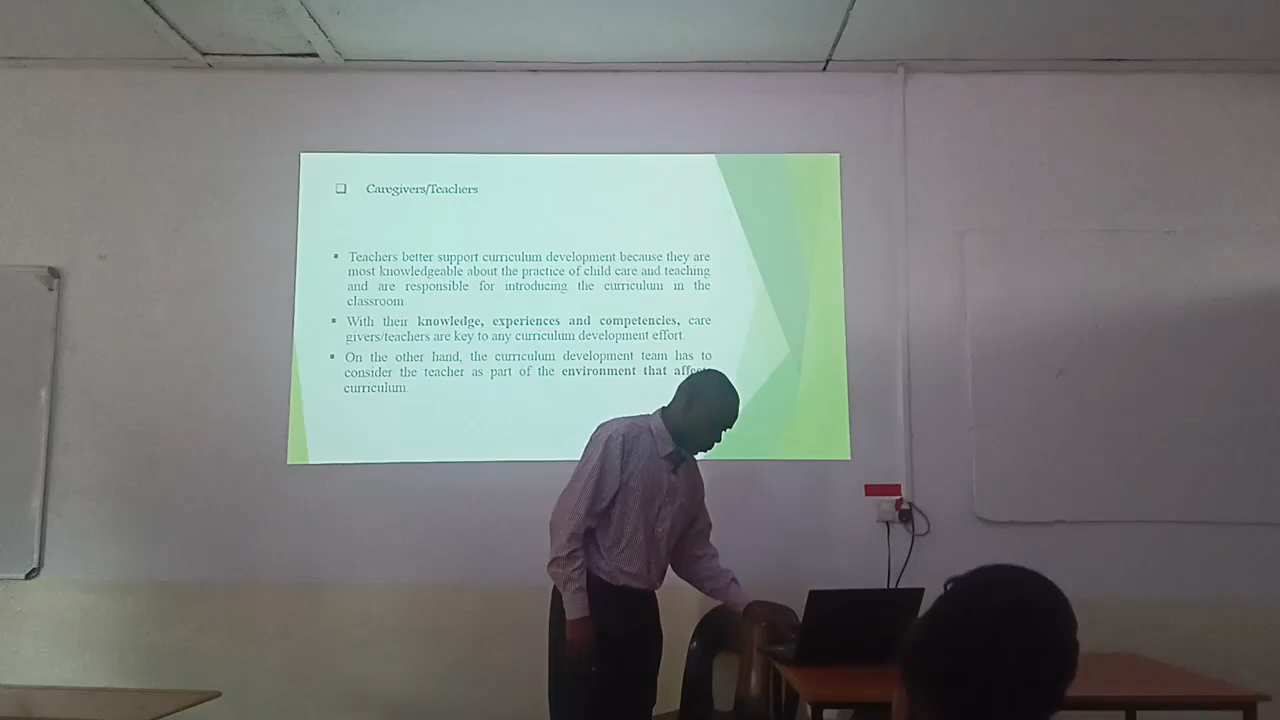 ❑ Caregivers/Teachers
▪ Teachers better support curriculum development because they are
most knowledgeable about the practice of child care and teaching
and are responsible for introducing the curriculum in the
classroom
▪ With their knowledge, experiences and competencies, care
givers/teachers are key to any curriculum development effort
▪ On the other hand, the curriculum development team has to
consider the teacher as part of the environment that affects
curriculum